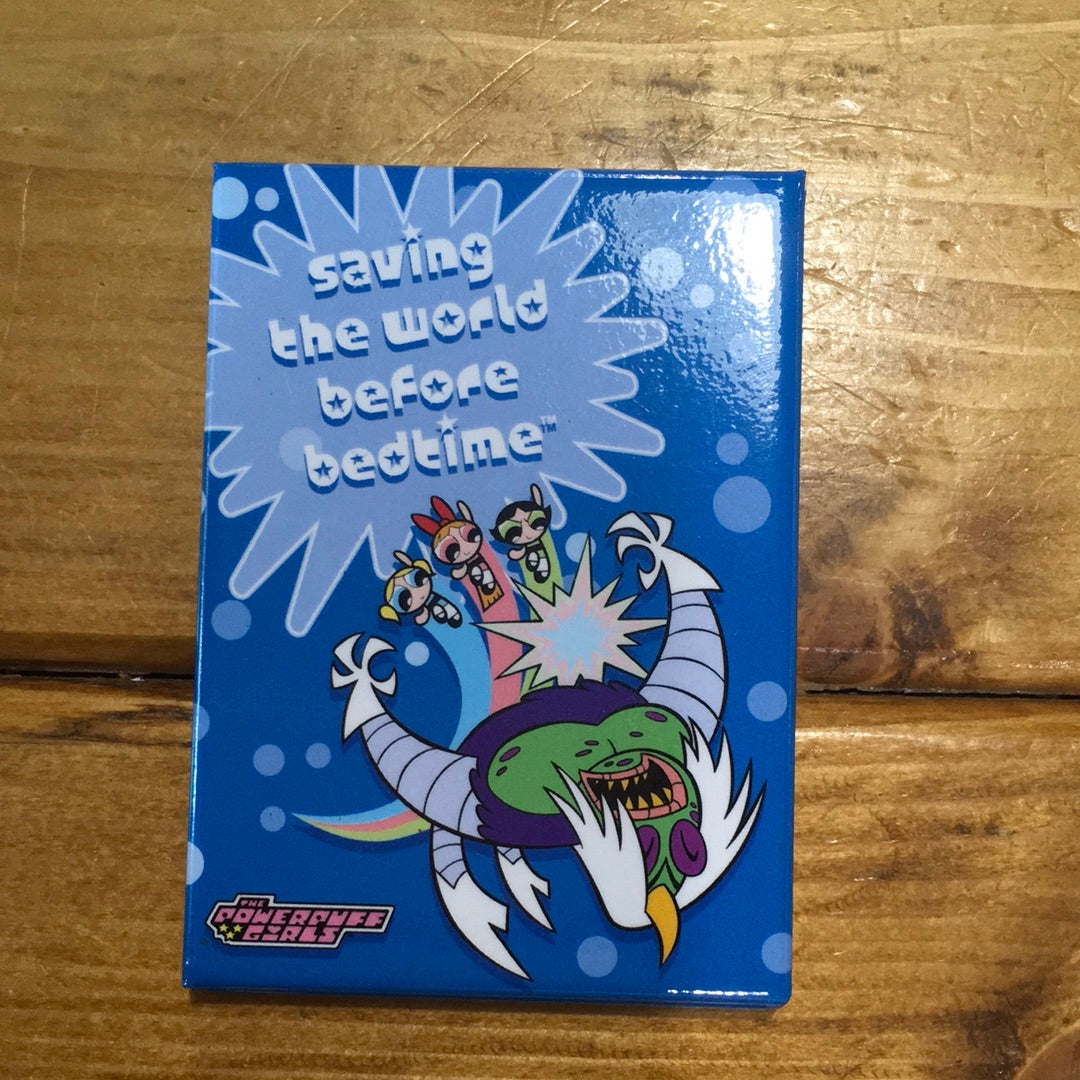 saving
the world
before
bedtime™
THE
POWERPUFF
GIRLS